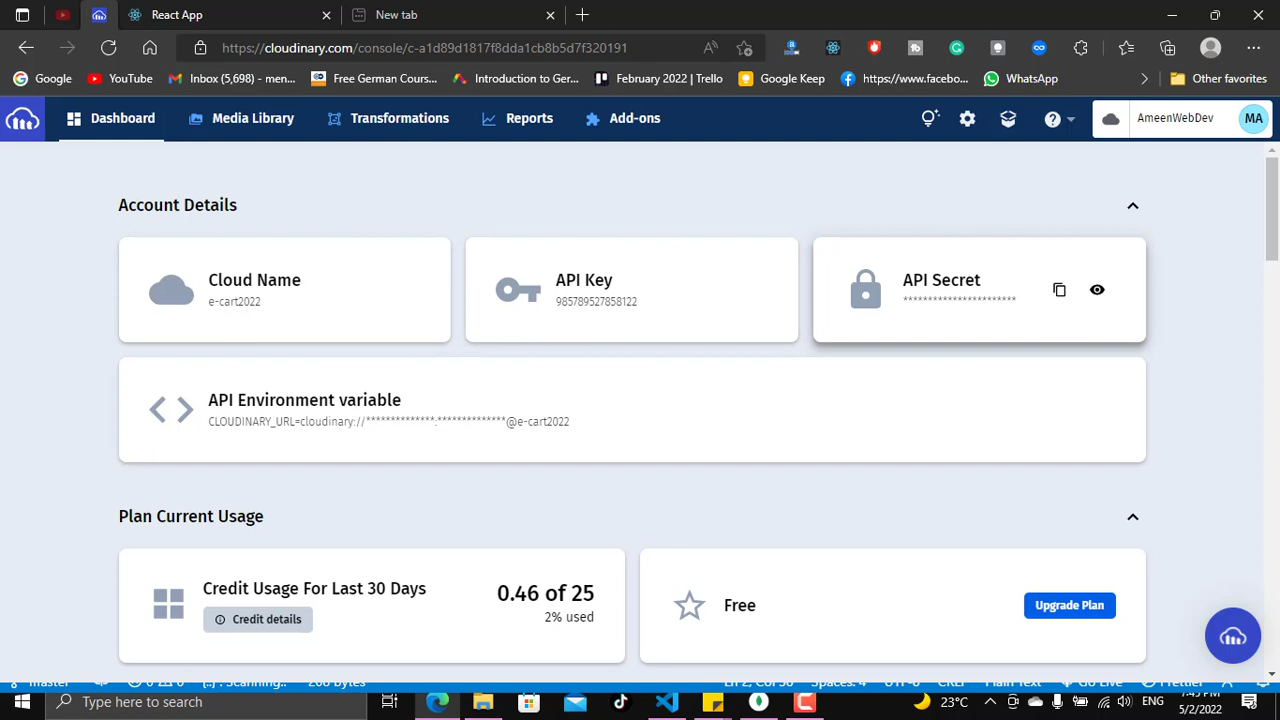 React App
New tab
https://cloudinary.com/console/c-a1d89d1817f8dda1cb8b5d7f320191
Google
YouTube
Inbox (5,698) - men...
Free German Cours...
Introduction to Ger...
February 2022 | Trello
Google Keep
https://www.facebo...
WhatsApp
Other favorites
Dashboard
Media Library
Transformations
Reports
Add-ons
AmeenWebDev
MA
Account Details
Cloud Name
e-cart2022
API Key
985789527858122
API Secret
***********************
API Environment variable
CLOUDINARY_URL=cloudinary://**************:**************@e-cart2022
Plan Current Usage
Credit Usage For Last 30 Days
Credit details
0.46 of 25
2% used
Free
Upgrade Plan
Type here to search
23°C
ENG
7:45 PM
5/2/2022